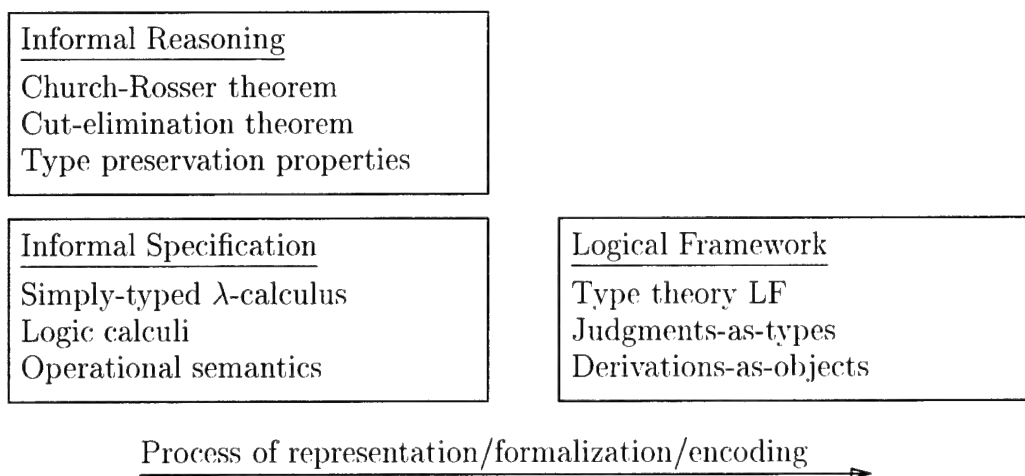 Informal Reasoning
Church-Rosser theorem
Cut-elimination theorem
Type preservation properties
Informal Specification
Simply-typed λ-calculus
Logic calculi
Operational semantics
Logical Framework
Type theory LF
Judgments-as-types
Derivations-as-objects
Process of representation/formalization/encoding